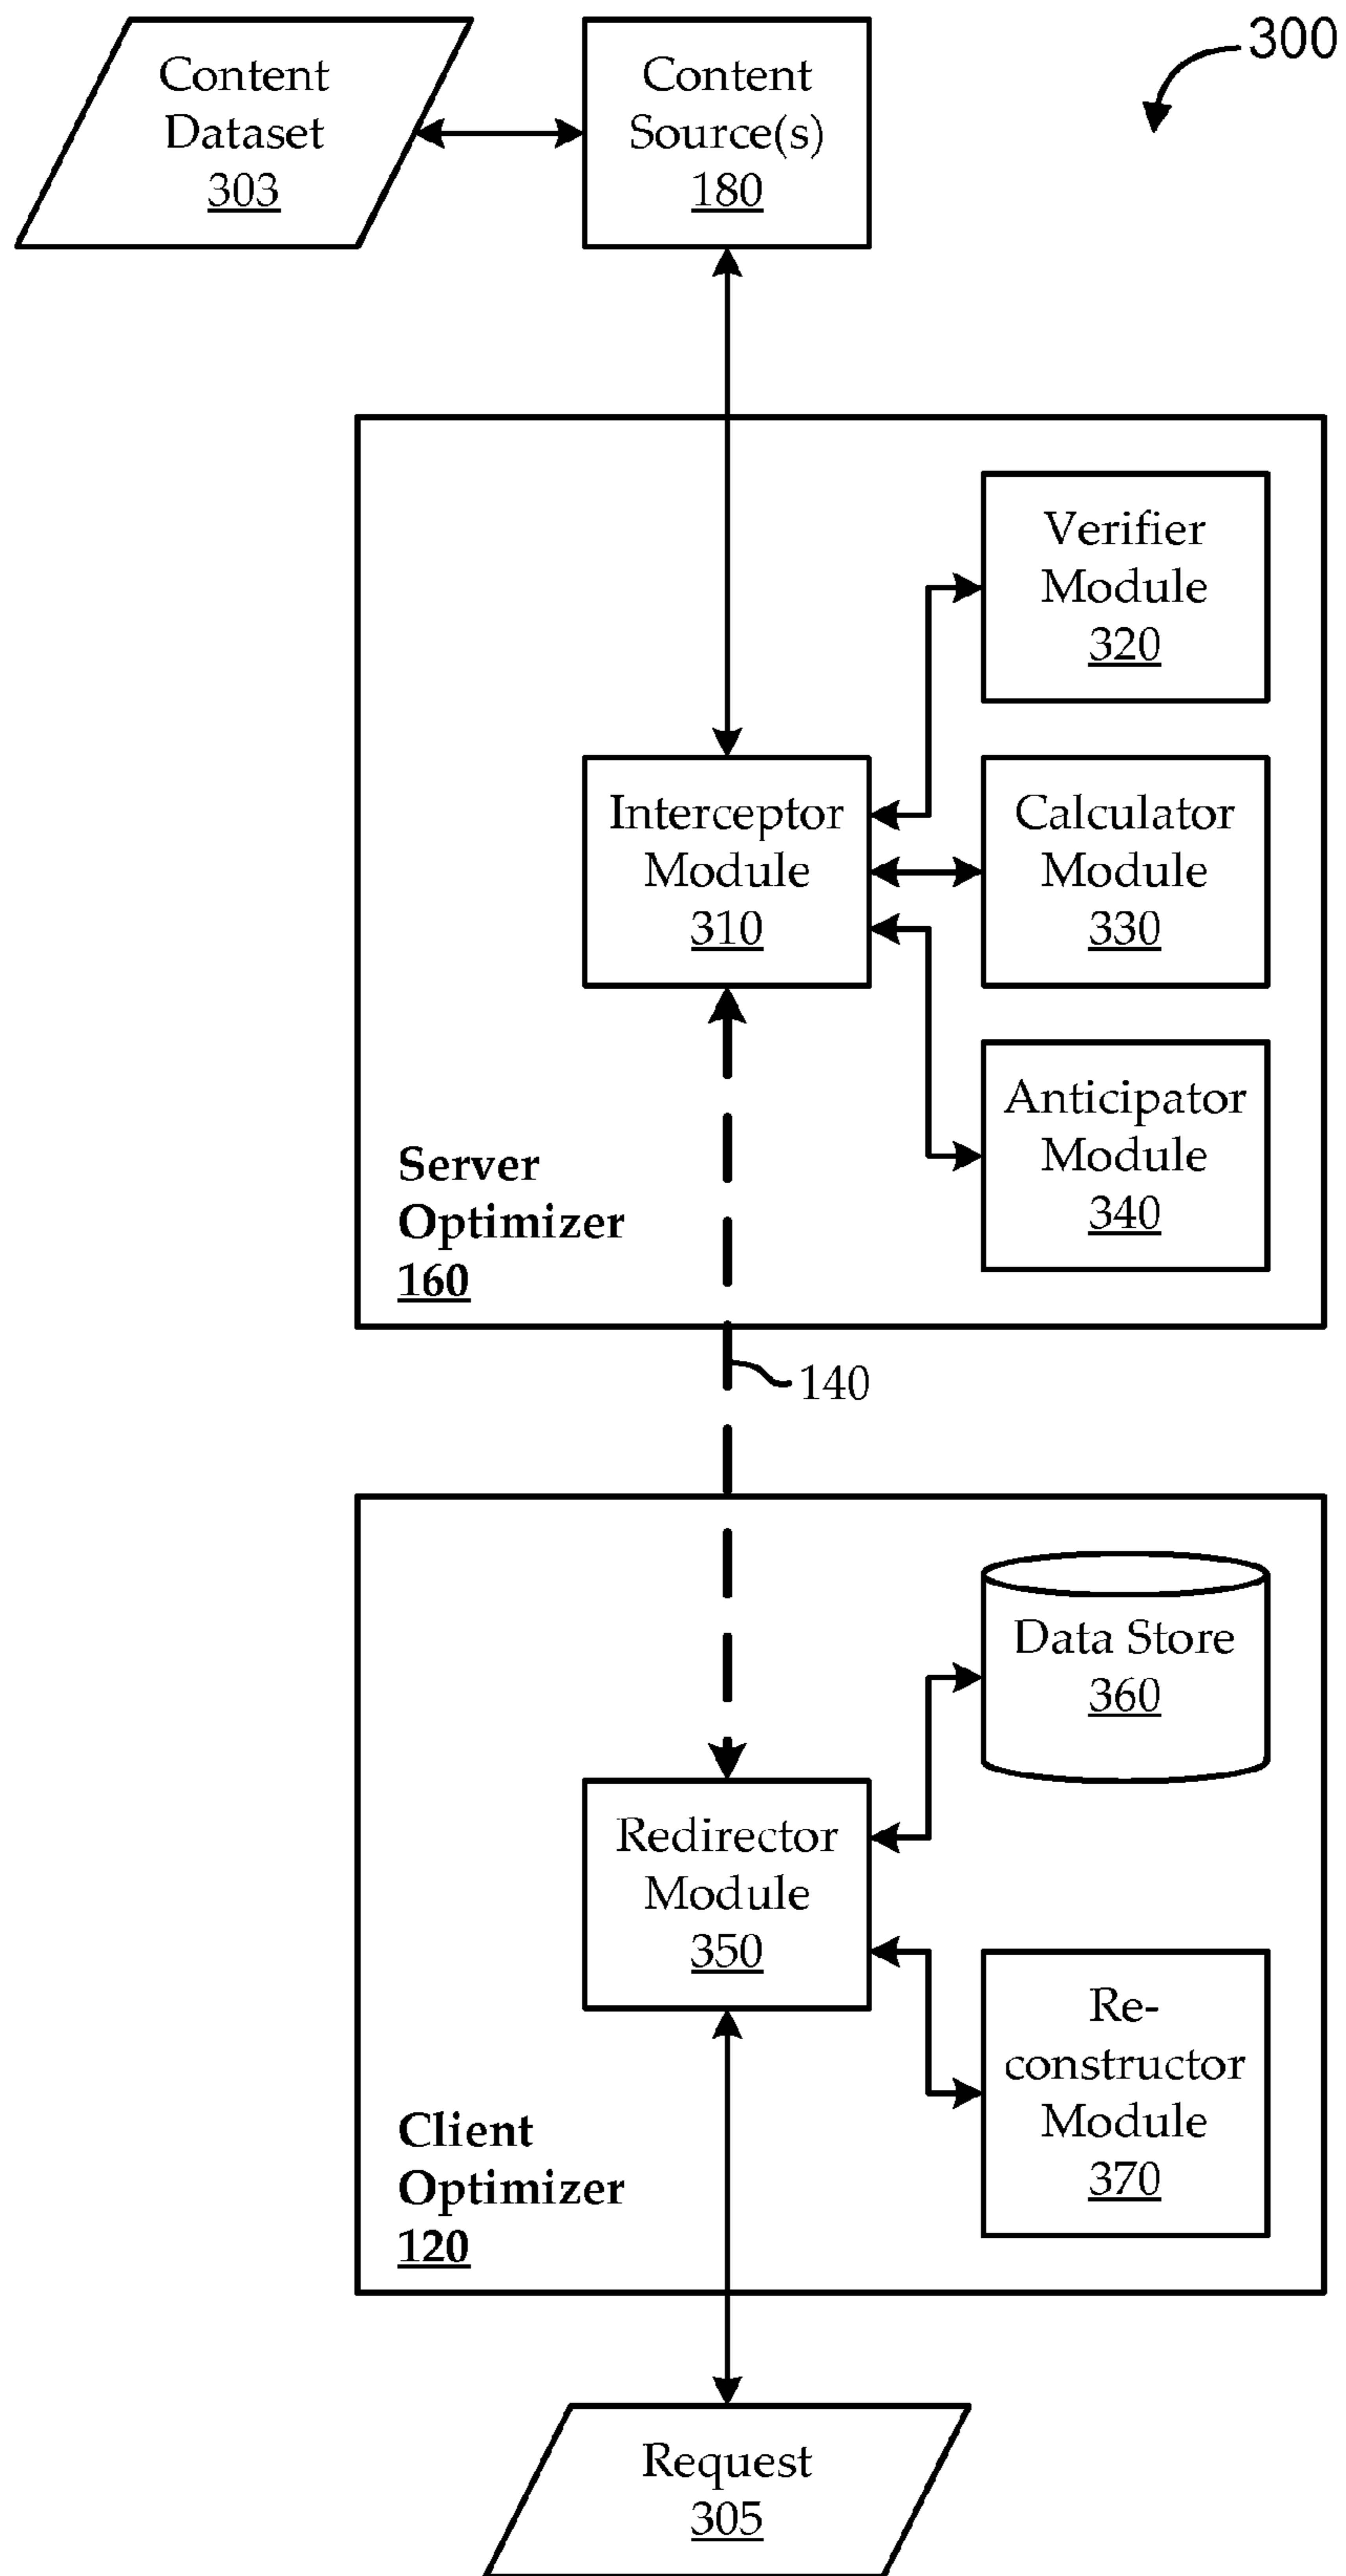 300
Content
Dataset
303
Content
Source(s)
180
Verifier
Module
320
Interceptor
Module
310
Calculator
Module
330
Anticipator
Module
340
Server
Optimizer
160
140
Data Store
360
Redirector
Module
350
Re-
constructor
Module
370
Client
Optimizer
120
Request
305